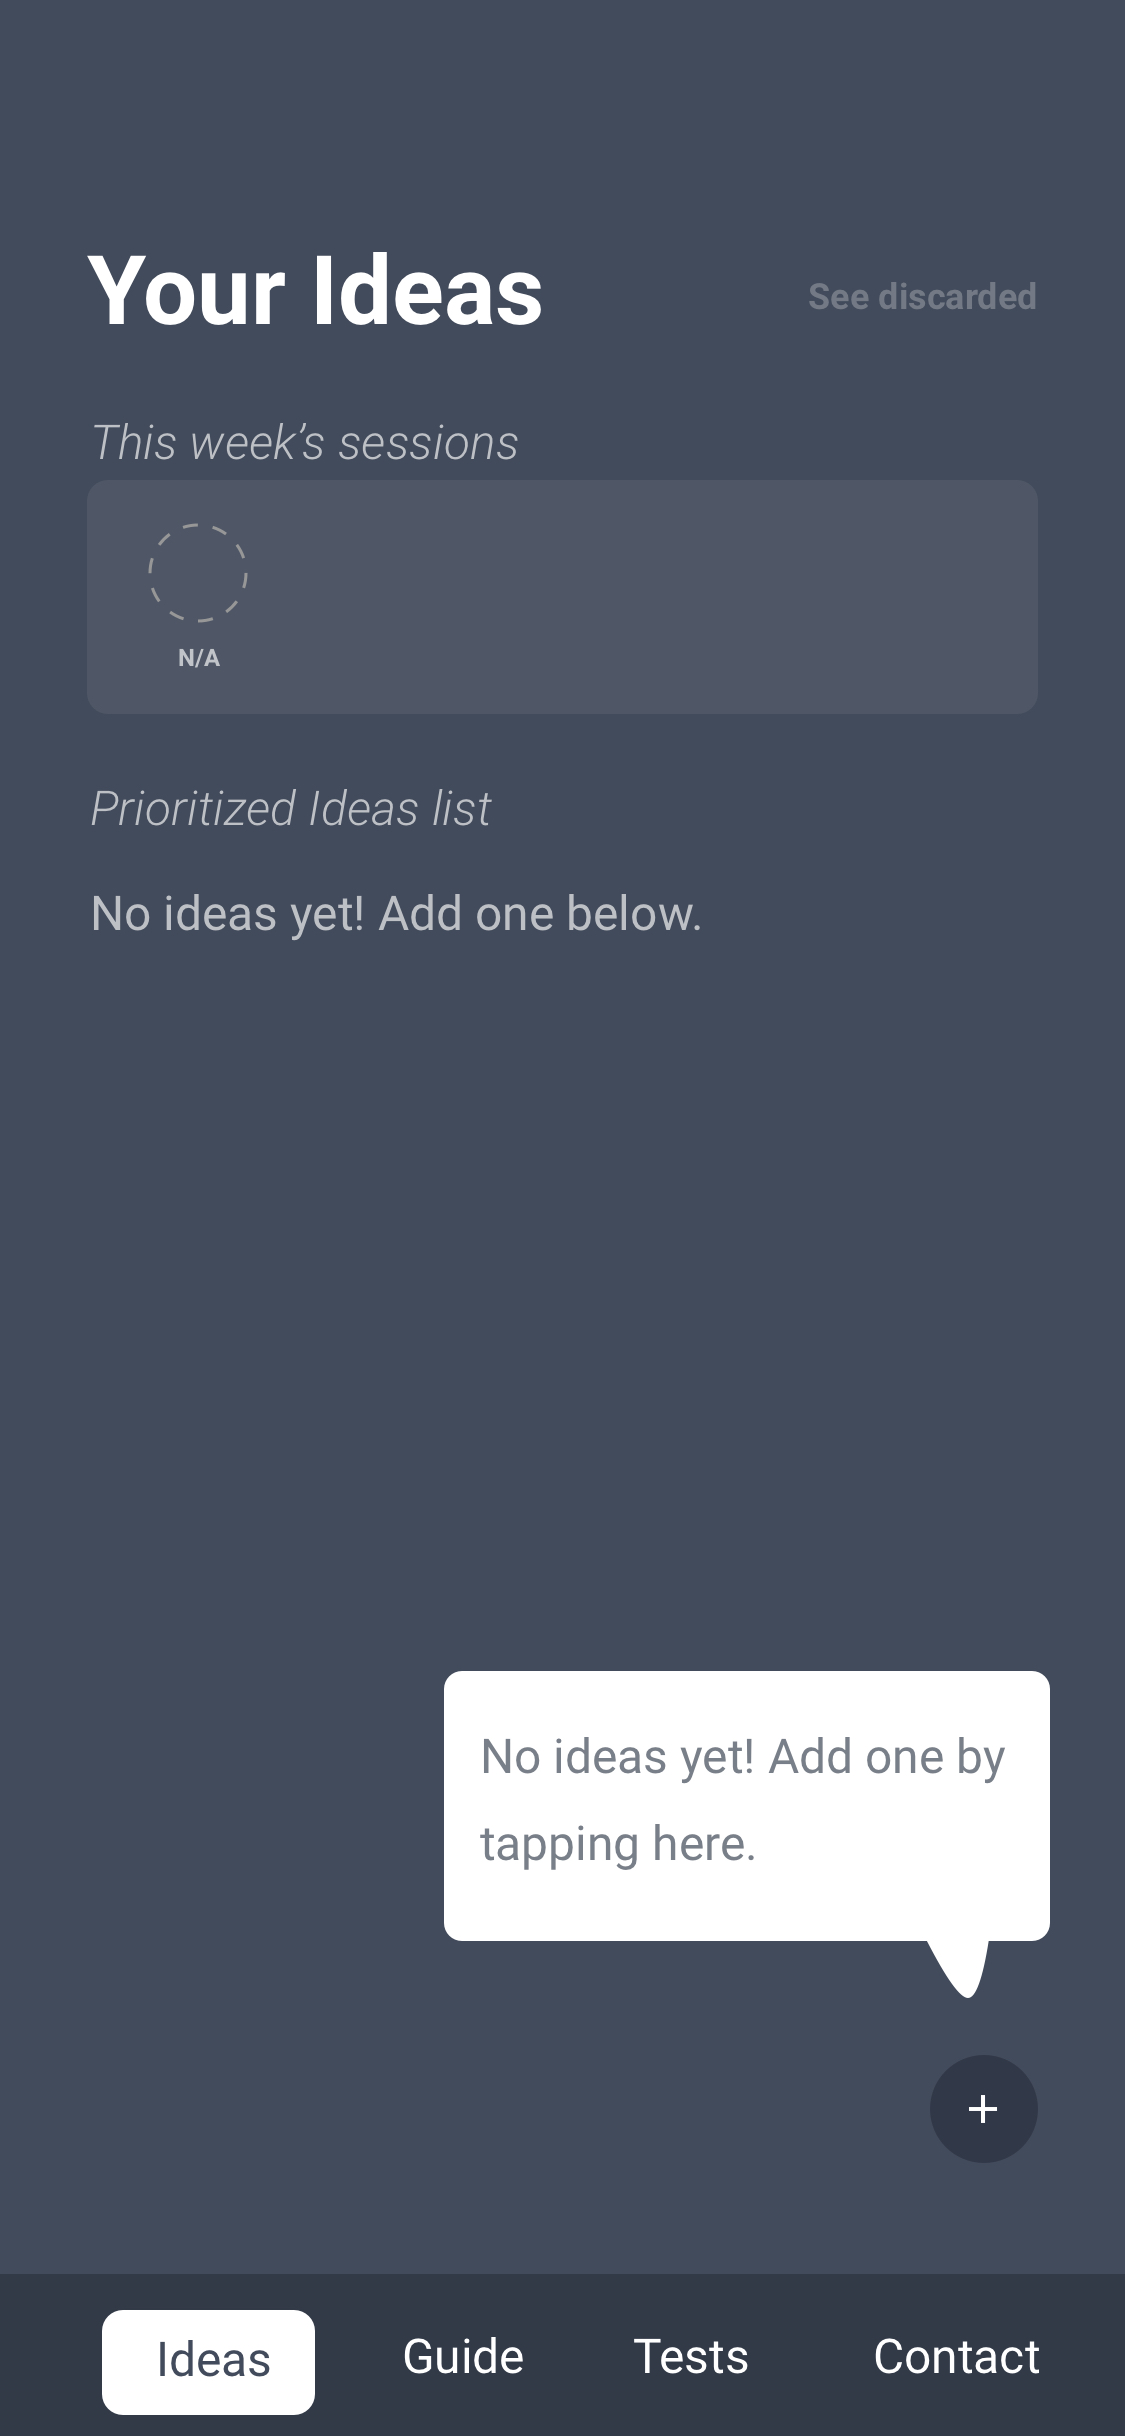 Your Ideas
See discarded
This week’s sessions
N/A
Prioritized Ideas list
No ideas yet! Add one below.
No ideas yet! Add one by
tapping here.
+
Ideas
Guide
Tests
Contact